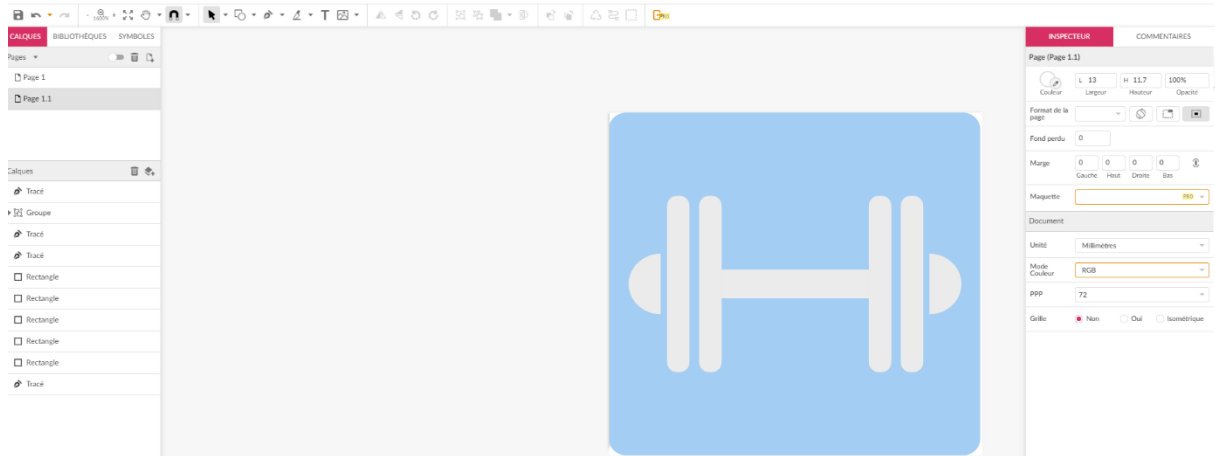 1600%
PRO
CALQUES BIBLIOTHÈQUES SYMBOLES
Pages
Page 1
Page 1.1
Calques
Tracé
Groupe
Tracé
Tracé
Rectangle
Rectangle
Rectangle
Rectangle
Rectangle
Tracé
INSPECTEUR COMMENTAIRES
Page (Page 1.1)
L 13 H 11.7 100%
Couleur Largeur Hauteur Opacité
Format de la
page
Fond perdu 0
Marge 0 0 0 0
Gauche Haut Droite Bas
Maquette PRO
Document
Unité Millimètres
Mode
Couleur RGB
PPP 72
Grille Non Oui Isométrique